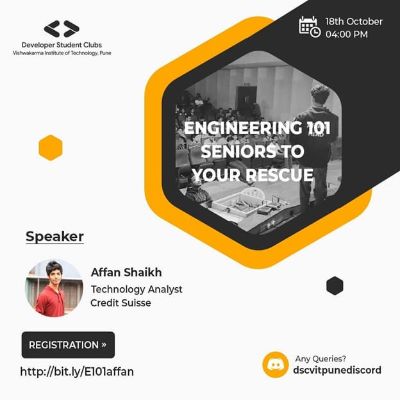 Developer Student Clubs
Vishwakarma Institute of Technology, Pune
18th October
04:00 PM
ENGINEERING 101
SENIORS TO
YOUR RESCUE
Speaker
Affan Shaikh
Technology Analyst
Credit Suisse
REGISTRATION »
http://bit.ly/E101affan
Any Queries?
dscvitpunediscord